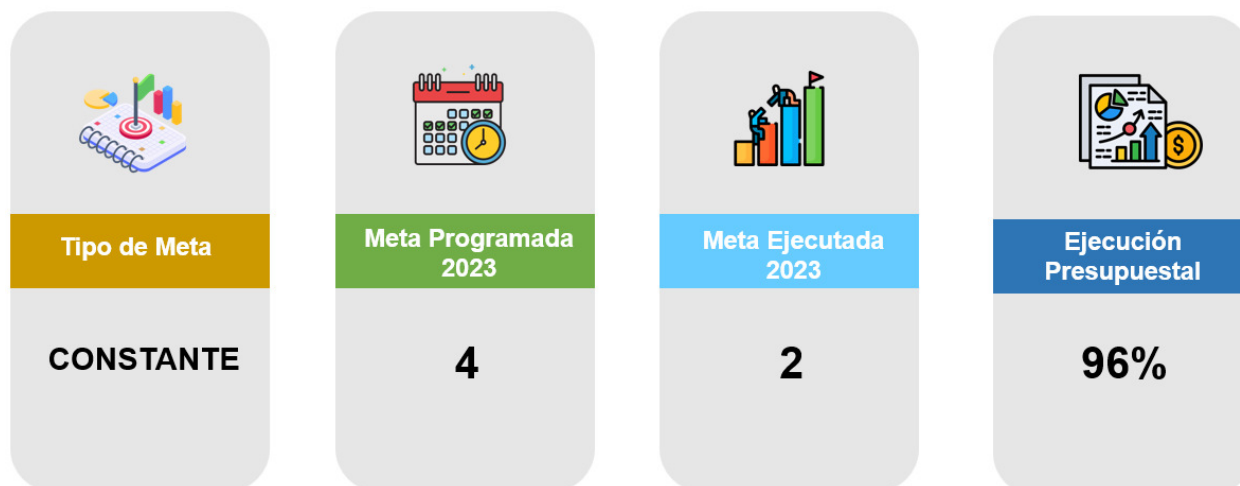 Tipo de Meta
CONSTANTE
Meta Programada
2023
4
Meta Ejecutada
2023
2
Ejecución
Presupuestal
96%